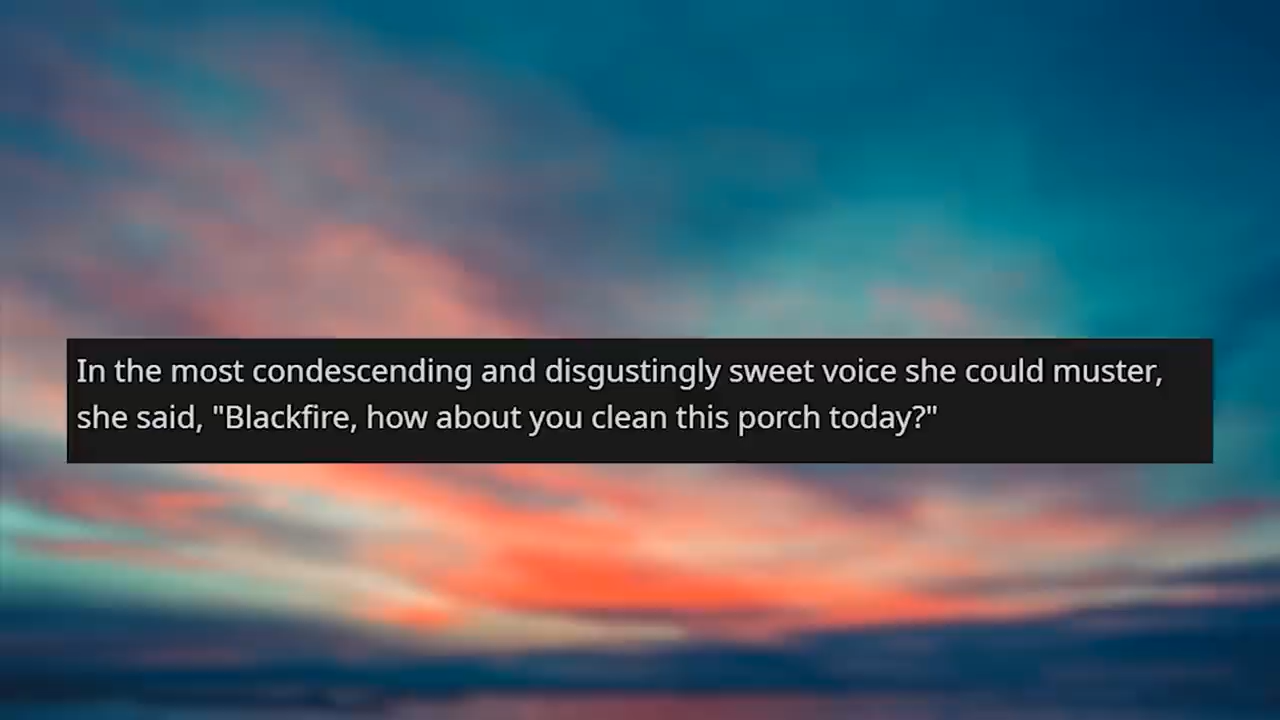 In the most condescending and disgustingly sweet voice she could muster,
she said, "Blackfire, how about you clean this porch today?"